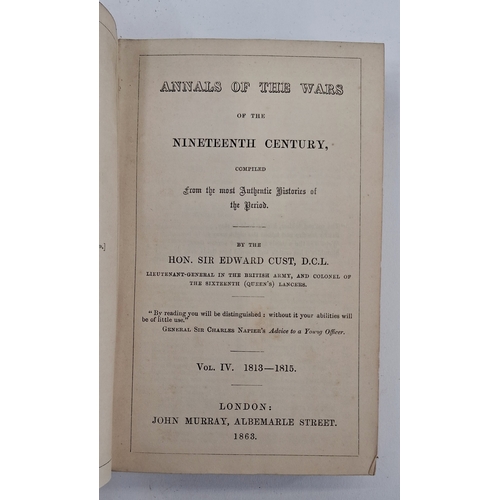 ANNALS OF THE WARS
OF THE
NINETEENTH CENTURY,
COMPILED
From the most Authentic Histories of
the Period.
BY THE
HON. SIR EDWARD CUST, D.C.L.
LIEUTENANT-GENERAL IN THE BRITISH ARMY, AND COLONEL OF
THE SIXTEENTH (QUEEN'S) LANCERS.
"By reading you will be distinguished: without it your abilities will
be of little use."
GENERAL SIR CHARLES NAPIER'S Advice to a Young Officer.
VOL. IV. 1813—1815.
LONDON:
JOHN MURRAY, ALBEMARLE STREET.
1863.